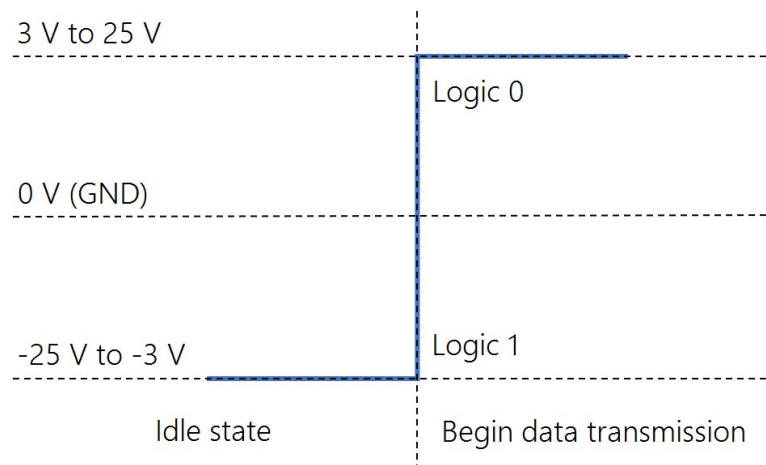 3 V to 25 V
Logic 0
0 V (GND)
Logic 1
-25 V to -3 V
Idle state
Begin data transmission